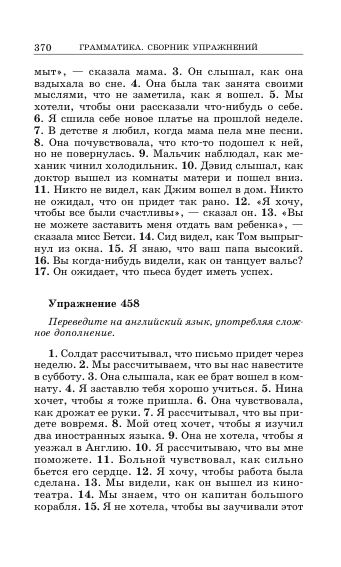 370 ГРАММАТИКА. СБОРНИК УПРАЖНЕНИЙ
мыт», — сказала мама. 3. Он слышал, как она
вздыхала во сне. 4. Она была так занята своими
мыслями, что не заметила, как я вошел. 5. Мы
хотели, чтобы они рассказали что-нибудь о себе.
6. Я сшила себе новое платье на прошлой неделе.
7. В детстве я любил, когда мама пела мне песни.
8. Она почувствовала, что кто-то подошел к ней,
но не повернулась. 9. Мальчик наблюдал, как ме-
ханик чинил холодильник. 10. Дэвид слышал, как
доктор вышел из комнаты матери и пошел вниз.
11. Никто не видел, как Джим вошел в дом. Никто
не ожидал, что он придет так рано. 12. «Я хочу,
чтобы все были счастливы», — сказал он. 13. «Вы
не можете заставить меня отдать вам ребенка», —
сказала мисс Бетси. 14. Сид видел, как Том выпрыг-
нул из окна. 15. Я знаю, что ваш папа высокий.
16. Вы когда-нибудь видели, как он танцует вальс?
17. Он ожидает, что пьеса будет иметь успех.
Упражнение 458
Переведите на английский язык, употребляя слож-
ное дополнение.
1. Солдат рассчитывал, что письмо придет через
неделю. 2. Мы рассчитываем, что вы нас навестите
в субботу. 3. Она слышала, как ее брат вошел в ком-
нату. 4. Я заставлю тебя хорошо учиться. 5. Нина
хочет, чтобы я тоже пришла. 6. Она чувствовала,
как дрожат ее руки. 7. Я рассчитывал, что вы при-
дете вовремя. 8. Мой отец хочет, чтобы я изучил
два иностранных языка. 9. Она не хотела, чтобы я
уезжал в Англию. 10. Я рассчитываю, что вы мне
поможете. 11. Больной чувствовал, как сильно
бьется его сердце. 12. Я хочу, чтобы работа была
сделана. 13. Мы видели, как он вышел из кино-
театра. 14. Мы знаем, что он капитан большого
корабля. 15. Я не хотела, чтобы вы заучивали этот